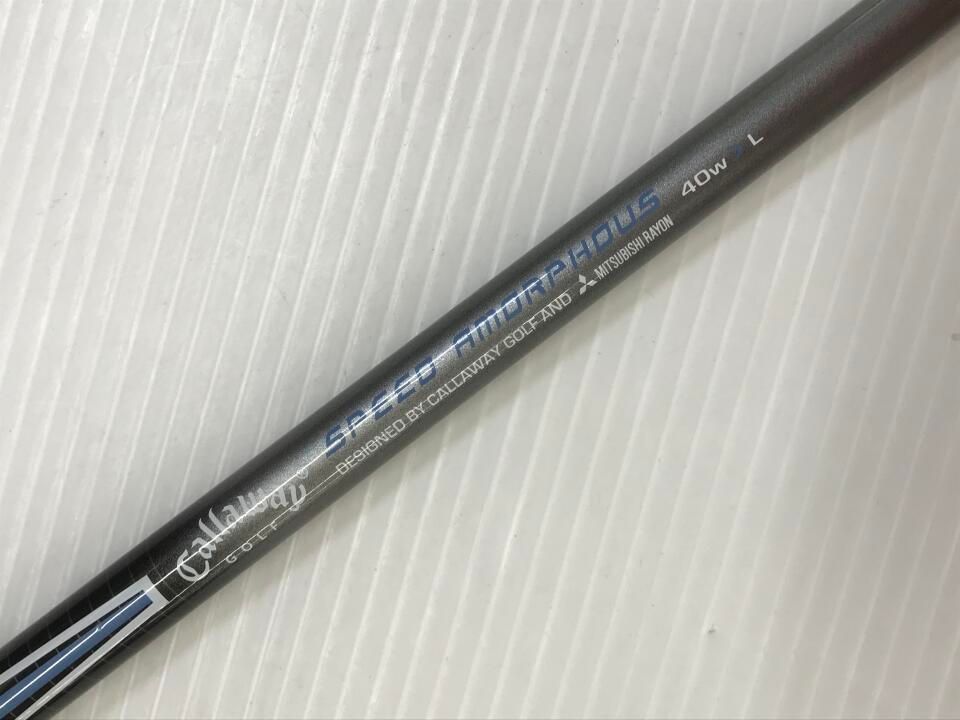 Callaway
GOLF
SPEED AMORPHOUS 40w L
DESIGNED BY CALLAWAY GOLF AND MITSUBISHI RAYON